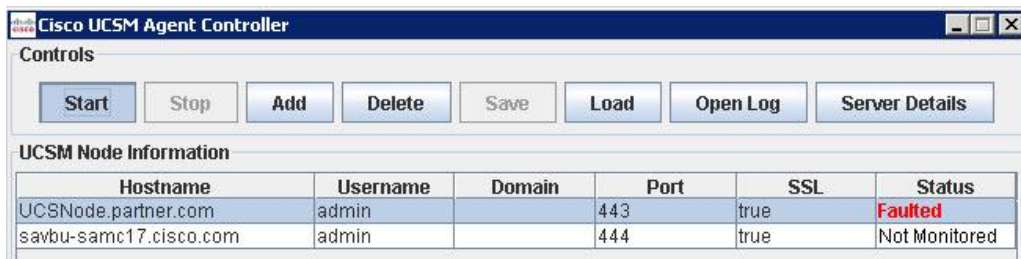 Cisco UCSM Agent Controller
Controls
Start Stop Add Delete Save Load Open Log Server Details
UCSM Node Information
Hostname Username Domain Port SSL Status
UCSNode.partner.com admin 443 true Faulted
savbu-samc17.cisco.com admin 444 true Not Monitored